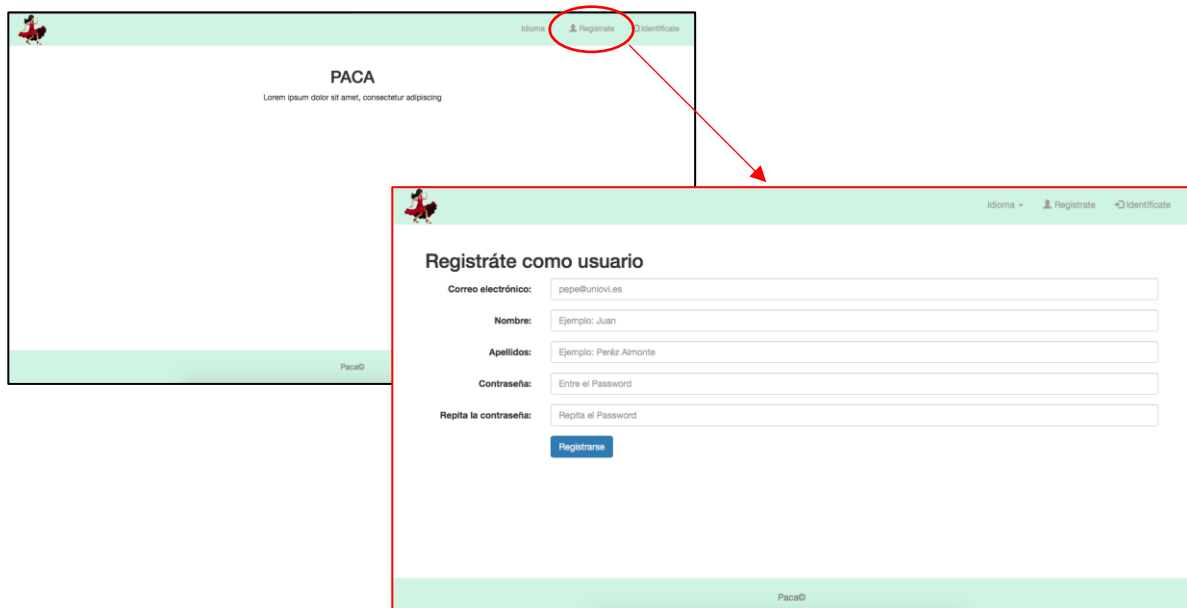 Idioma Registrate Identifícate
PACA
Lorem ipsum dolor sit amet, consectetur adipiscing
Paca©
Idioma Registrate Identifícate
Registráte como usuario
Correo electrónico: pepe@uniovi.es
Nombre: Ejemplo: Juan
Apellidos: Ejemplo: Peréz Almonte
Contraseña: Entre el Password
Repita la contraseña: Repita el Password
Registrarse
Paca©